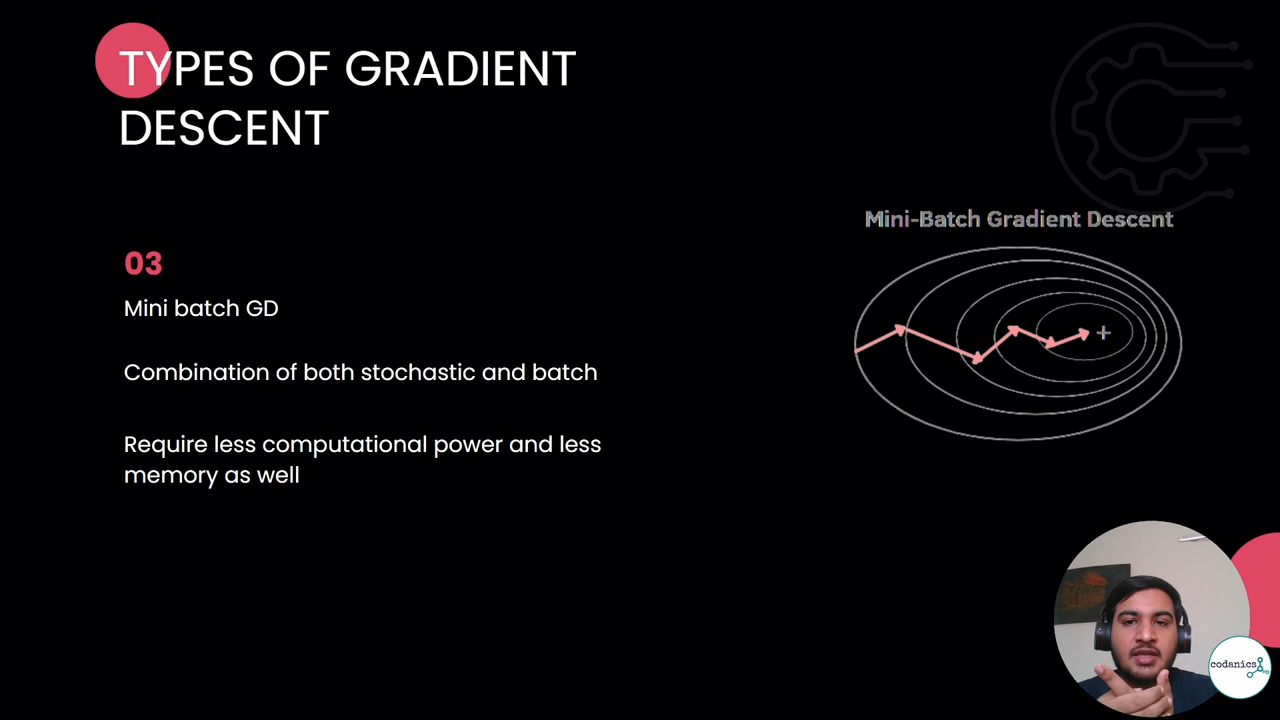 TYPES OF GRADIENT
DESCENT
Mini-Batch Gradient Descent
03
Mini batch GD
Combination of both stochastic and batch
Require less computational power and less
memory as well
codanics